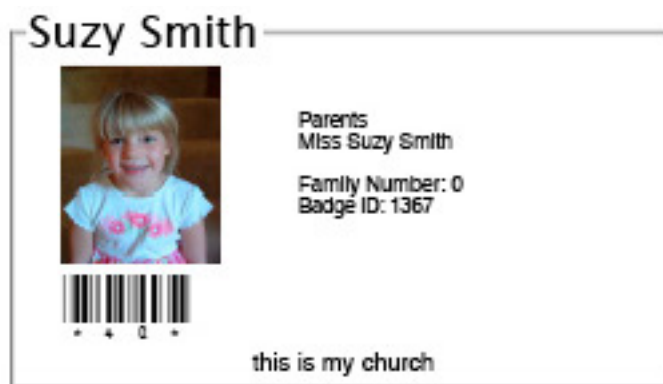 Suzy Smith
Parents
Miss Suzy Smith
Family Number: 0
Badge ID: 1367
* 4 0 *
this is my church